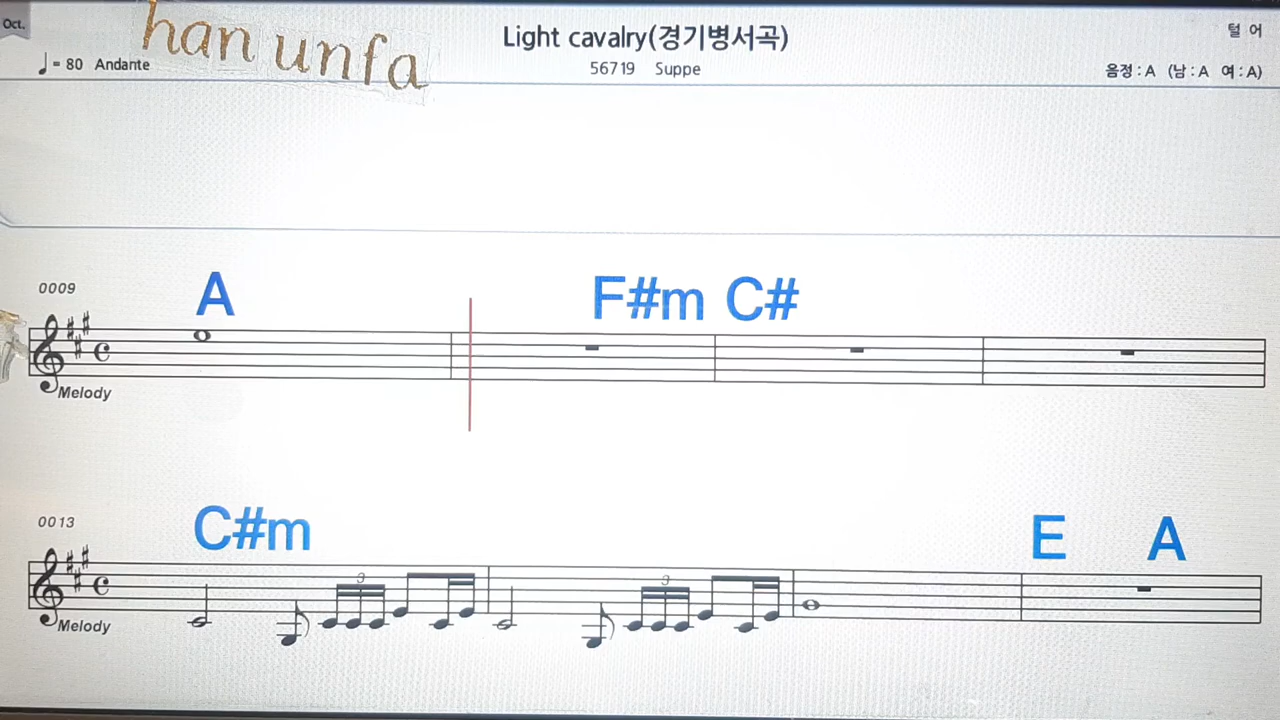 Oct.
han unfa
Light cavalry(경기병서곡)
털 어
♩= 80 Andante
56719 Suppe
음정 : A (남 : A 여 : A)
A F#m C#
0009
Melody
C#m E A
0013
3 3
Melody